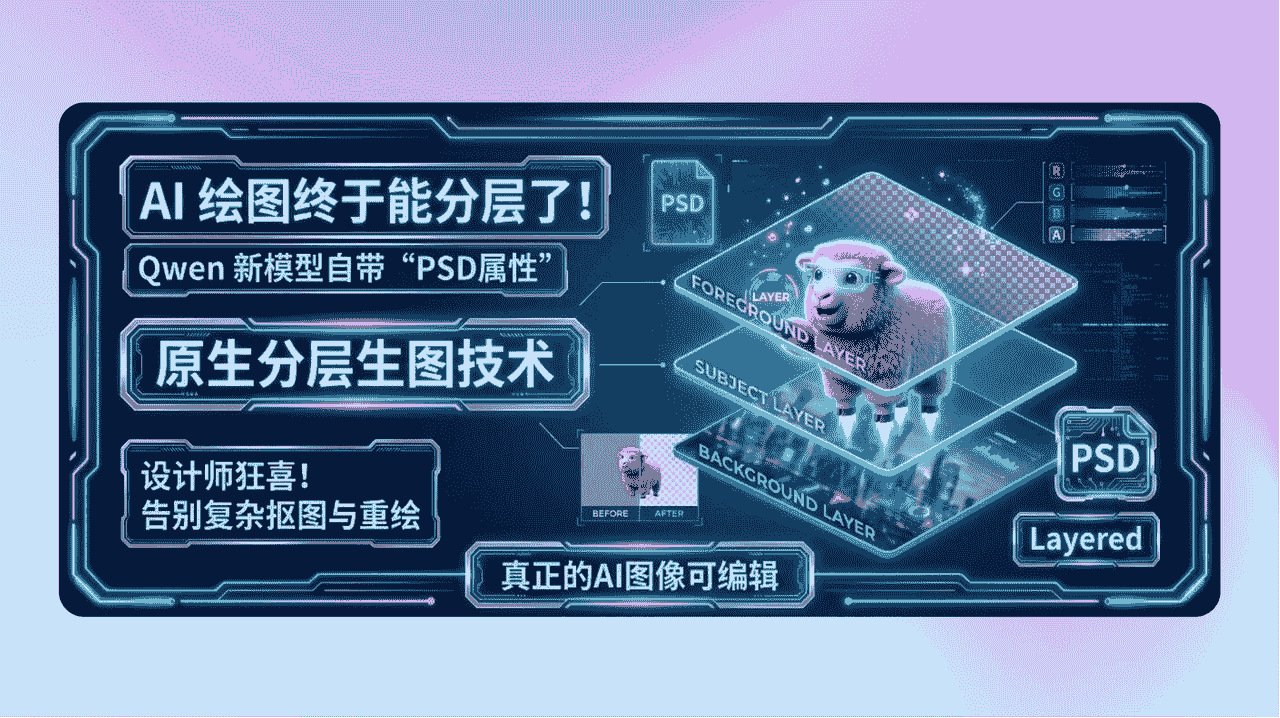 AI 绘图终于能分层了！
Qwen 新模型自带“PSD属性”
原生分层生图技术
设计师狂喜！
告别复杂抠图与重绘
真正的AI图像可编辑
PSD
R
G
B
A
LAYER
FOREGROUND LAYER
SUBJECT LAYER
BACKGROUND LAYER
BEFORE
AFTER
PSD
Layered